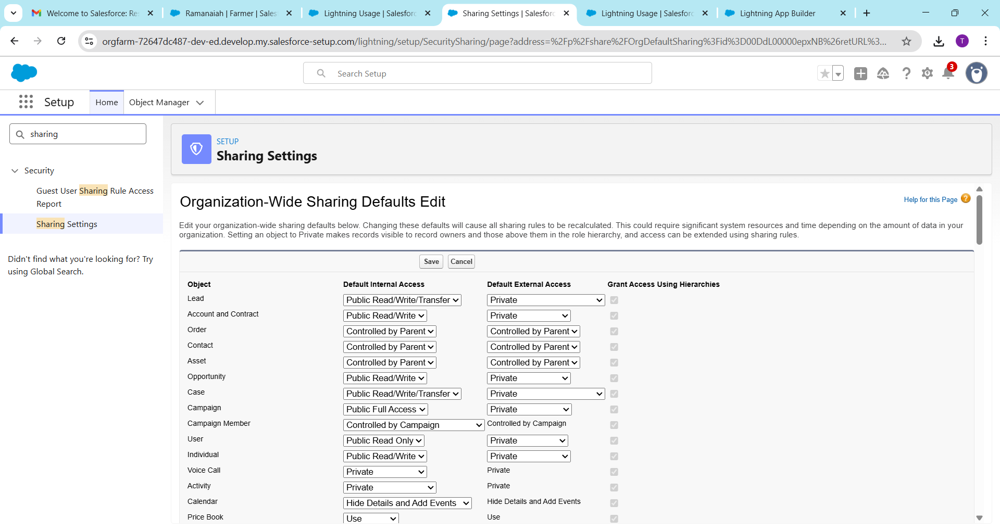 Welcome to Salesforce: Re
Ramanaiah | Farmer | Sales
Lightning Usage | Salesforc
Sharing Settings | Salesforc
Lightning Usage | Salesforc
Lightning App Builder
orgfarm-72647dc487-dev-ed.develop.my.salesforce-setup.com/lightning/setup/SecuritySharing/page?address=%2Fp%2Fshare%2FOrgDefaultSharing%3Fid%3D00DdL00000epxNB%26retURL%3...
T
Search Setup
3
Setup
Home
Object Manager
sharing
Security
Guest User Sharing Rule Access
Report
Sharing Settings
Didn't find what you're looking for? Try
using Global Search.
SETUP
Sharing Settings
Organization-Wide Sharing Defaults Edit
Help for this Page
Edit your organization-wide sharing defaults below. Changing these defaults will cause all sharing rules to be recalculated. This could require significant system resources and time depending on the amount of data in your
organization. Setting an object to Private makes records visible to record owners and those above them in the role hierarchy, and access can be extended using sharing rules.
Save Cancel
Object Default Internal Access Default External Access Grant Access Using Hierarchies
Lead Public Read/Write/Transfer Private
Account and Contract Public Read/Write Private
Order Controlled by Parent Controlled by Parent
Contact Controlled by Parent Controlled by Parent
Asset Controlled by Parent Controlled by Parent
Opportunity Public Read/Write Private
Case Public Read/Write/Transfer Private
Campaign Public Full Access Private
Campaign Member Controlled by Campaign Controlled by Campaign
User Public Read Only Private
Individual Public Read/Write Private
Voice Call Private Private
Activity Private Private
Calendar Hide Details and Add Events Hide Details and Add Events
Price Book Use Use